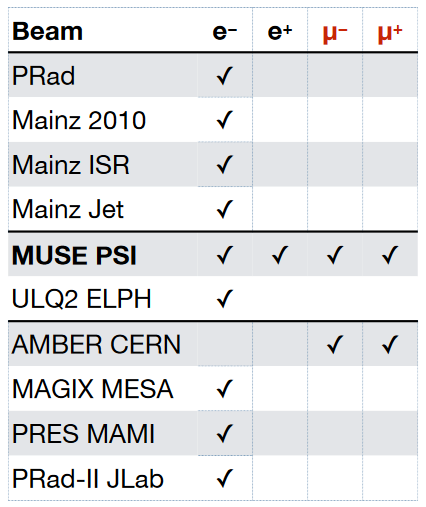 Beam e⁻ e⁺ μ⁻ μ⁺
PRad ✓
Mainz 2010 ✓
Mainz ISR ✓
Mainz Jet ✓
MUSE PSI ✓ ✓ ✓ ✓
ULQ2 ELPH ✓
AMBER CERN ✓ ✓
MAGIX MESA ✓
PRES MAMI ✓
PRad-II JLab ✓